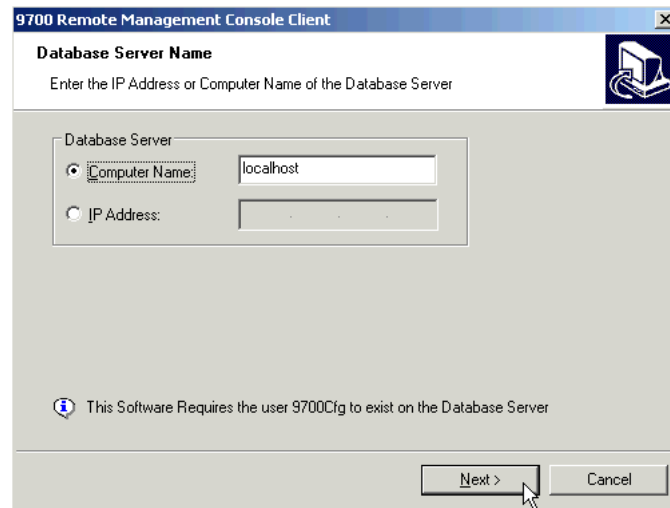 9700 Remote Management Console Client
Database Server Name
Enter the IP Address or Computer Name of the Database Server
Database Server
Computer Name:
localhost
IP Address:
This Software Requires the user 9700Cfg to exist on the Database Server
Next >
Cancel